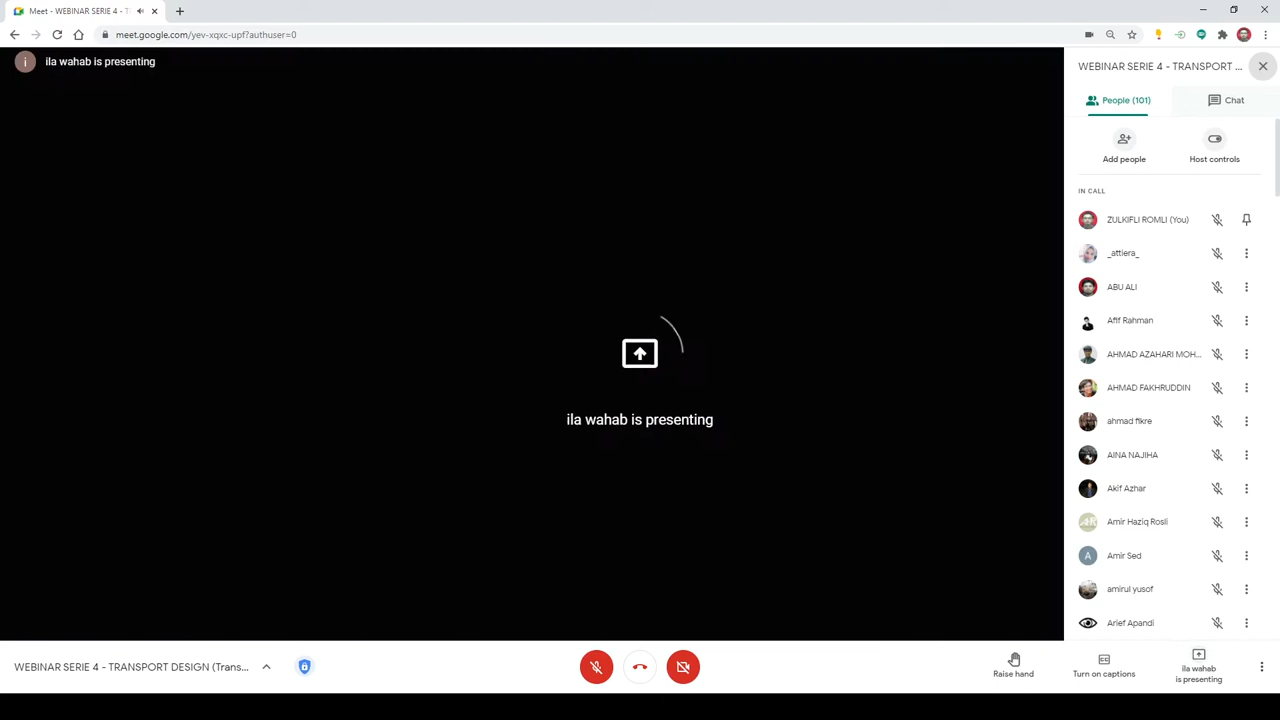 Meet - WEBINAR SERIE 4 - T
meet.google.com/yev-xqxc-upf?authuser=0
i
ila wahab is presenting
WEBINAR SERIE 4 - TRANSPORT ...
People (101)
Chat
Add people
Host controls
IN CALL
ZULKIFLI ROMLI (You)
_attiera_
ABU ALI
Afif Rahman
AHMAD AZAHARI MOH...
AHMAD FAKHRUDDIN
ahmad fikre
AINA NAJIHA
Akif Azhar
AR
Amir Haziq Rosli
A
Amir Sed
amirul yusof
Arief Apandi
ila wahab is presenting
WEBINAR SERIE 4 - TRANSPORT DESIGN (Trans...
Raise hand
CC
Turn on captions
ila wahab
is presenting